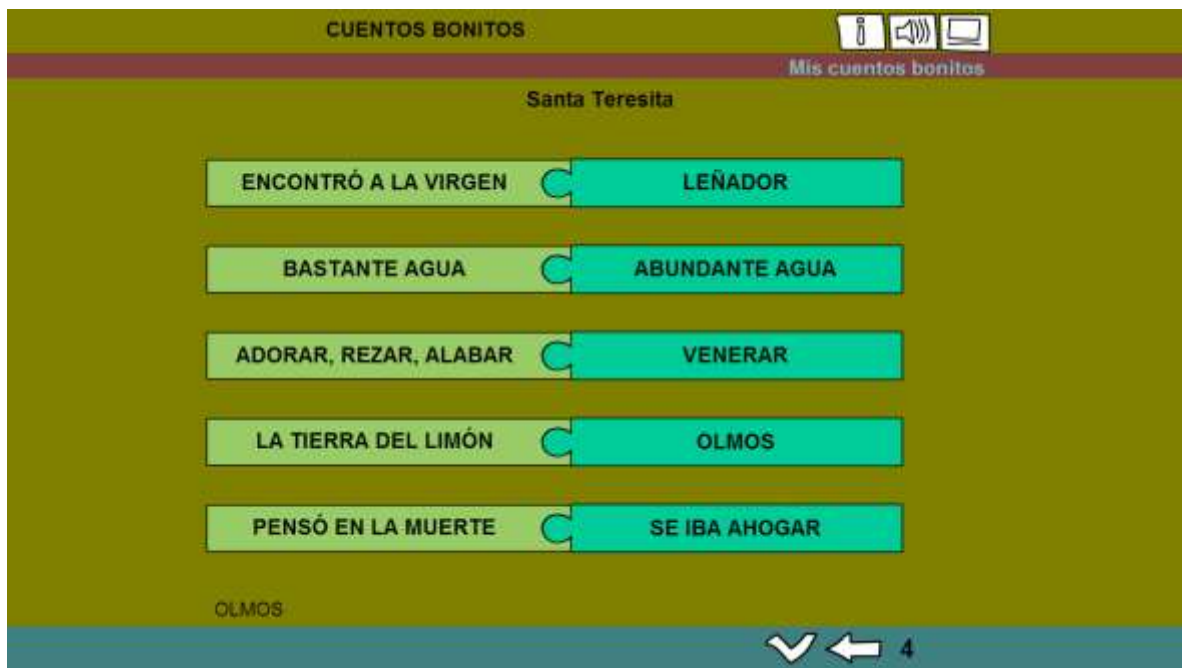 CUENTOS BONITOS
Mis cuentos bonitos
Santa Teresita
ENCONTRÓ A LA VIRGEN LEÑADOR
BASTANTE AGUA ABUNDANTE AGUA
ADORAR, REZAR, ALABAR VENERAR
LA TIERRA DEL LIMÓN OLMOS
PENSÓ EN LA MUERTE SE IBA AHOGAR
OLMOS
4